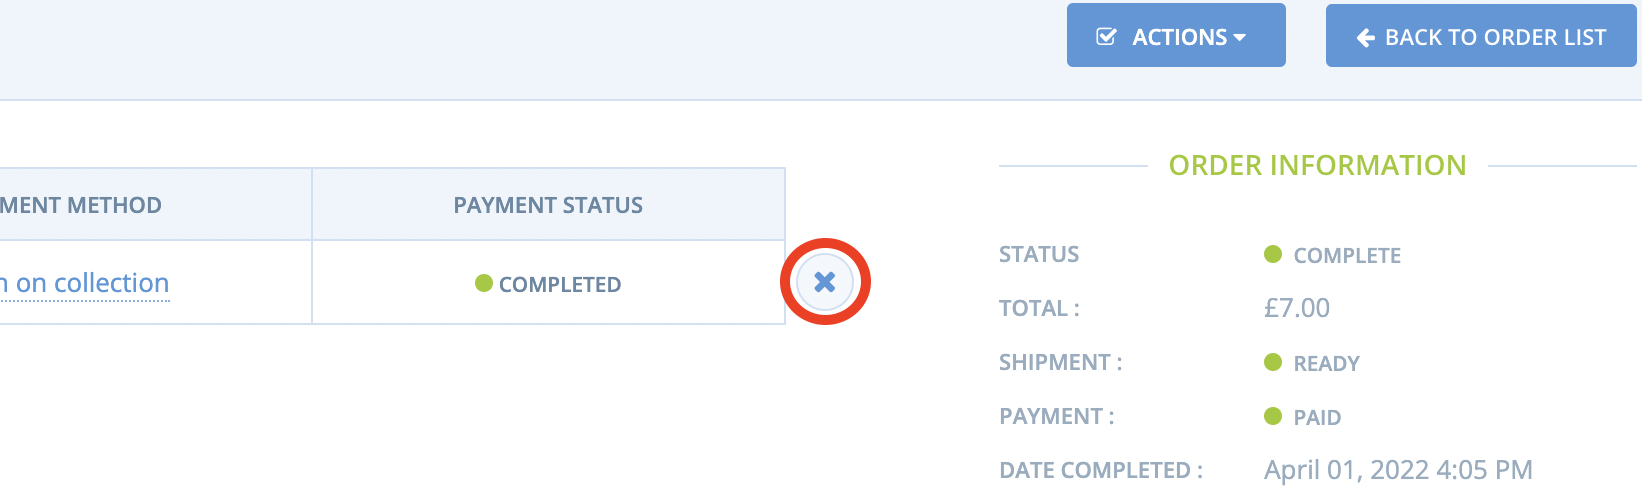 ACTIONS
BACK TO ORDER LIST
MENT METHOD
PAYMENT STATUS
on collection
COMPLETED
ORDER INFORMATION
STATUS COMPLETE
TOTAL : £7.00
SHIPMENT : READY
PAYMENT : PAID
DATE COMPLETED : April 01, 2022 4:05 PM